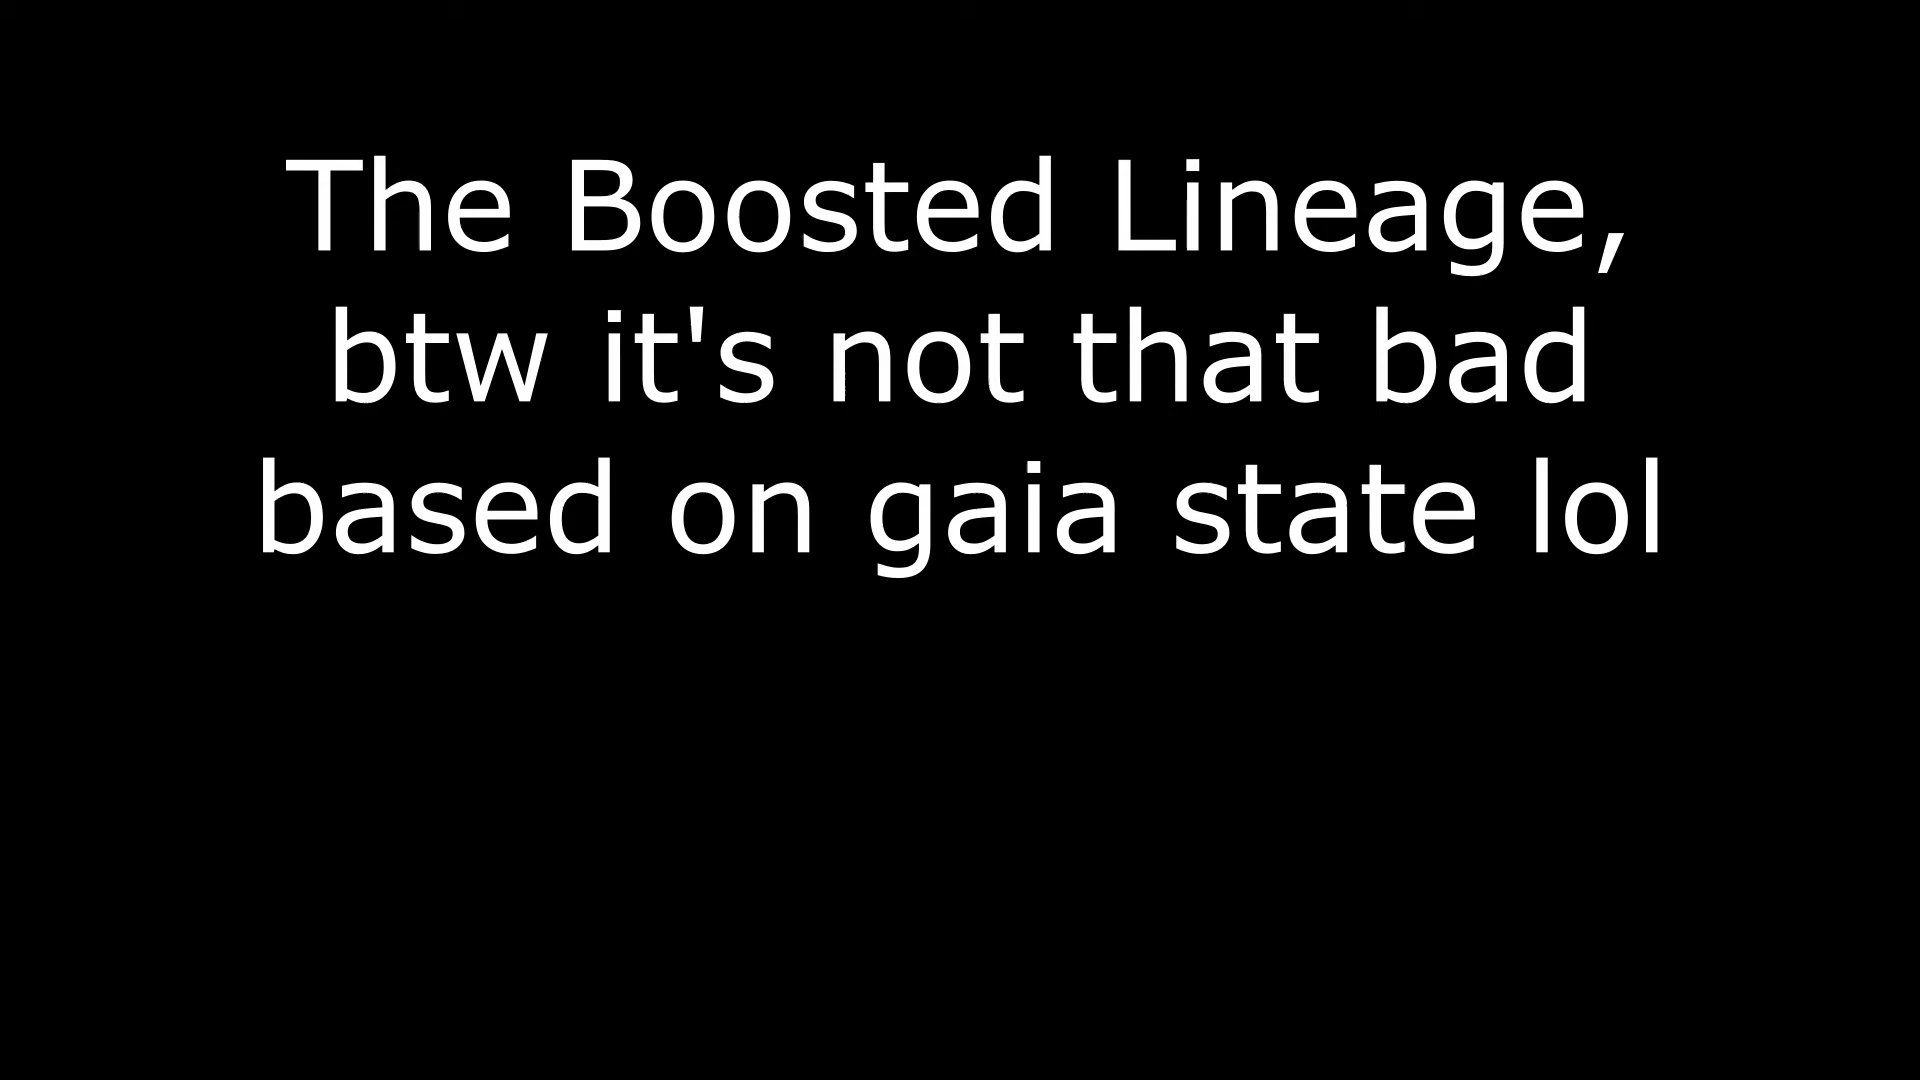 The Boosted Lineage,
btw it's not that bad
based on gaia state lol